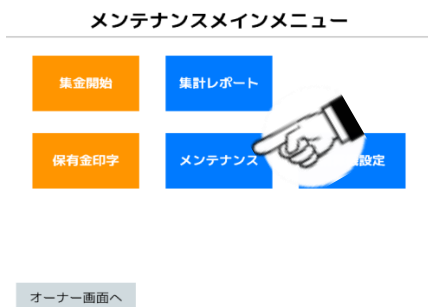 メンテナンスメインメニュー
集金開始
集計レポート
保有金印字
メンテナンス
設定
オーナー画面へ